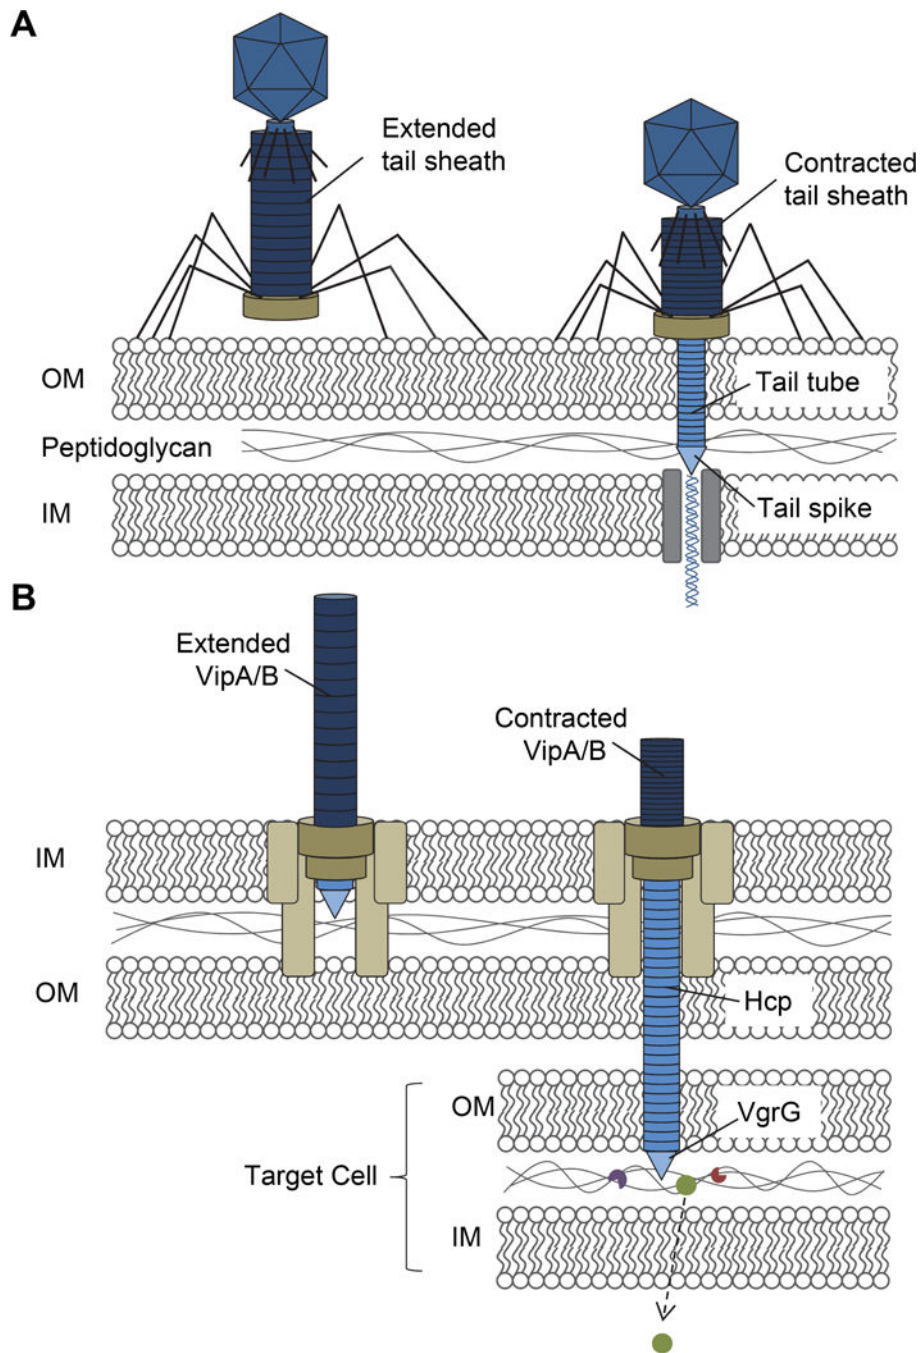 A
Extended
tail sheath
Contracted
tail sheath
OM
Tail tube
Peptidoglycan
IM
Tail spike
B
Extended
VipA/B
Contracted
VipA/B
IM
OM
Hcp
OM
VgrG
Target Cell
IM